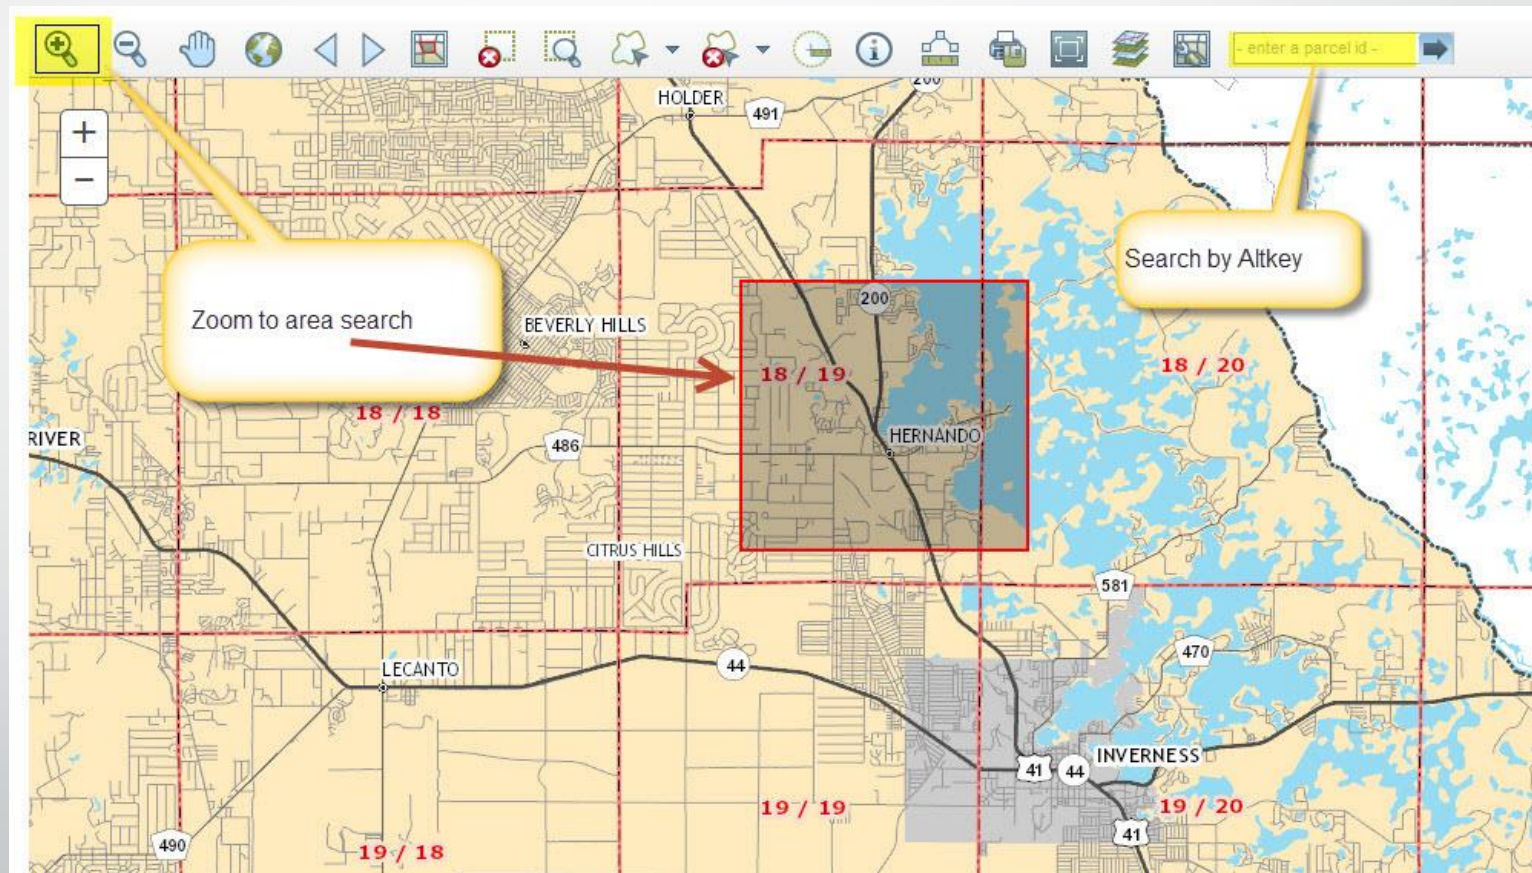 - enter a parcel id -
200
HOLDER
491
+
−
Search by Altkey
200
Zoom to area search
BEVERLY HILLS
18 / 20
18 / 19
18 / 18
RIVER
486
HERNANDO
CITRUS HILLS
581
470
44
LECANTO
INVERNESS
41
44
19 / 19
19 / 20
41
490
19 / 18